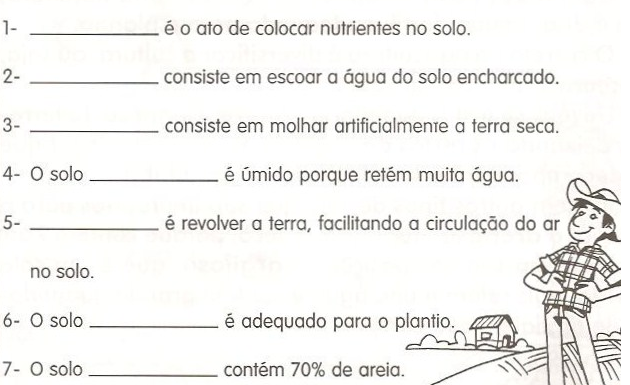 1- __________ é o ato de colocar nutrientes no solo.
2- __________ consiste em escoar a água do solo encharcado.
3- __________ consiste em molhar artificialmente a terra seca.
4- O solo __________ é úmido porque retém muita água.
5- __________ é revolver a terra, facilitando a circulação do ar
no solo.
6- O solo __________ é adequado para o plantio.
7- O solo __________ contém 70% de areia.